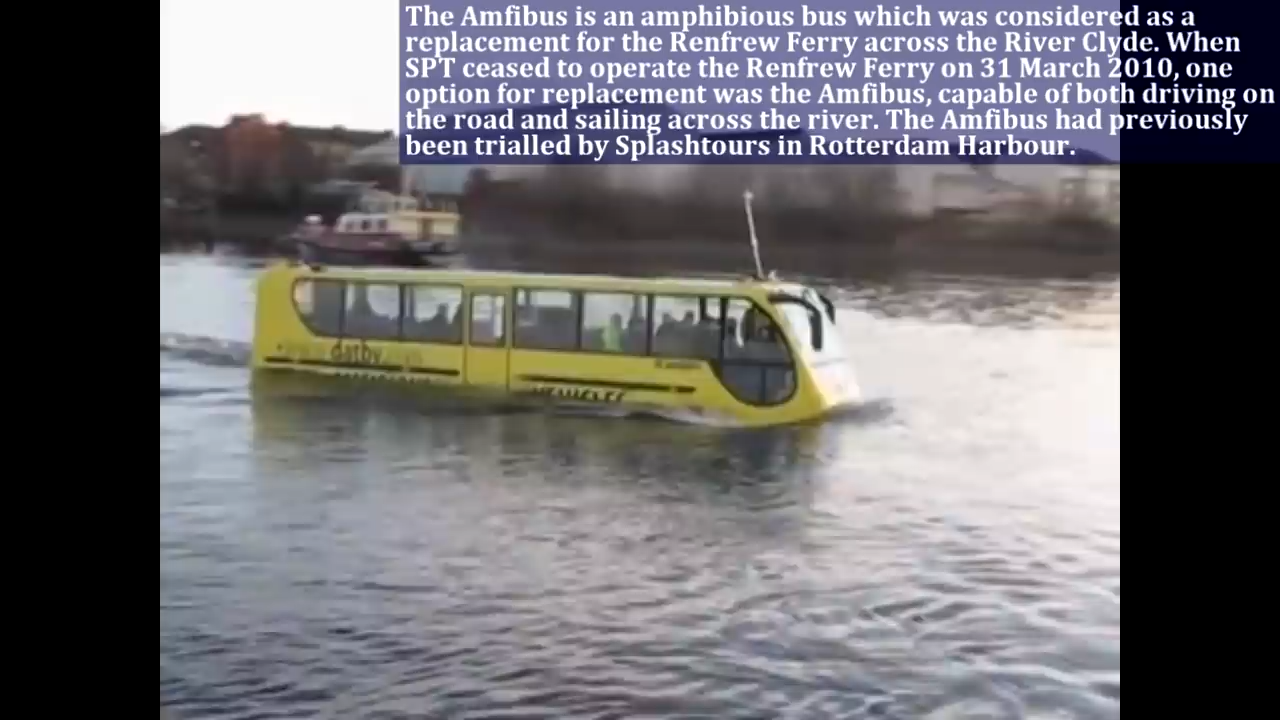 The Amfibus is an amphibious bus which was considered as a
replacement for the Renfrew Ferry across the River Clyde. When
SPT ceased to operate the Renfrew Ferry on 31 March 2010, one
option for replacement was the Amfibus, capable of both driving on
the road and sailing across the river. The Amfibus had previously
been trialled by Splashtours in Rotterdam Harbour.